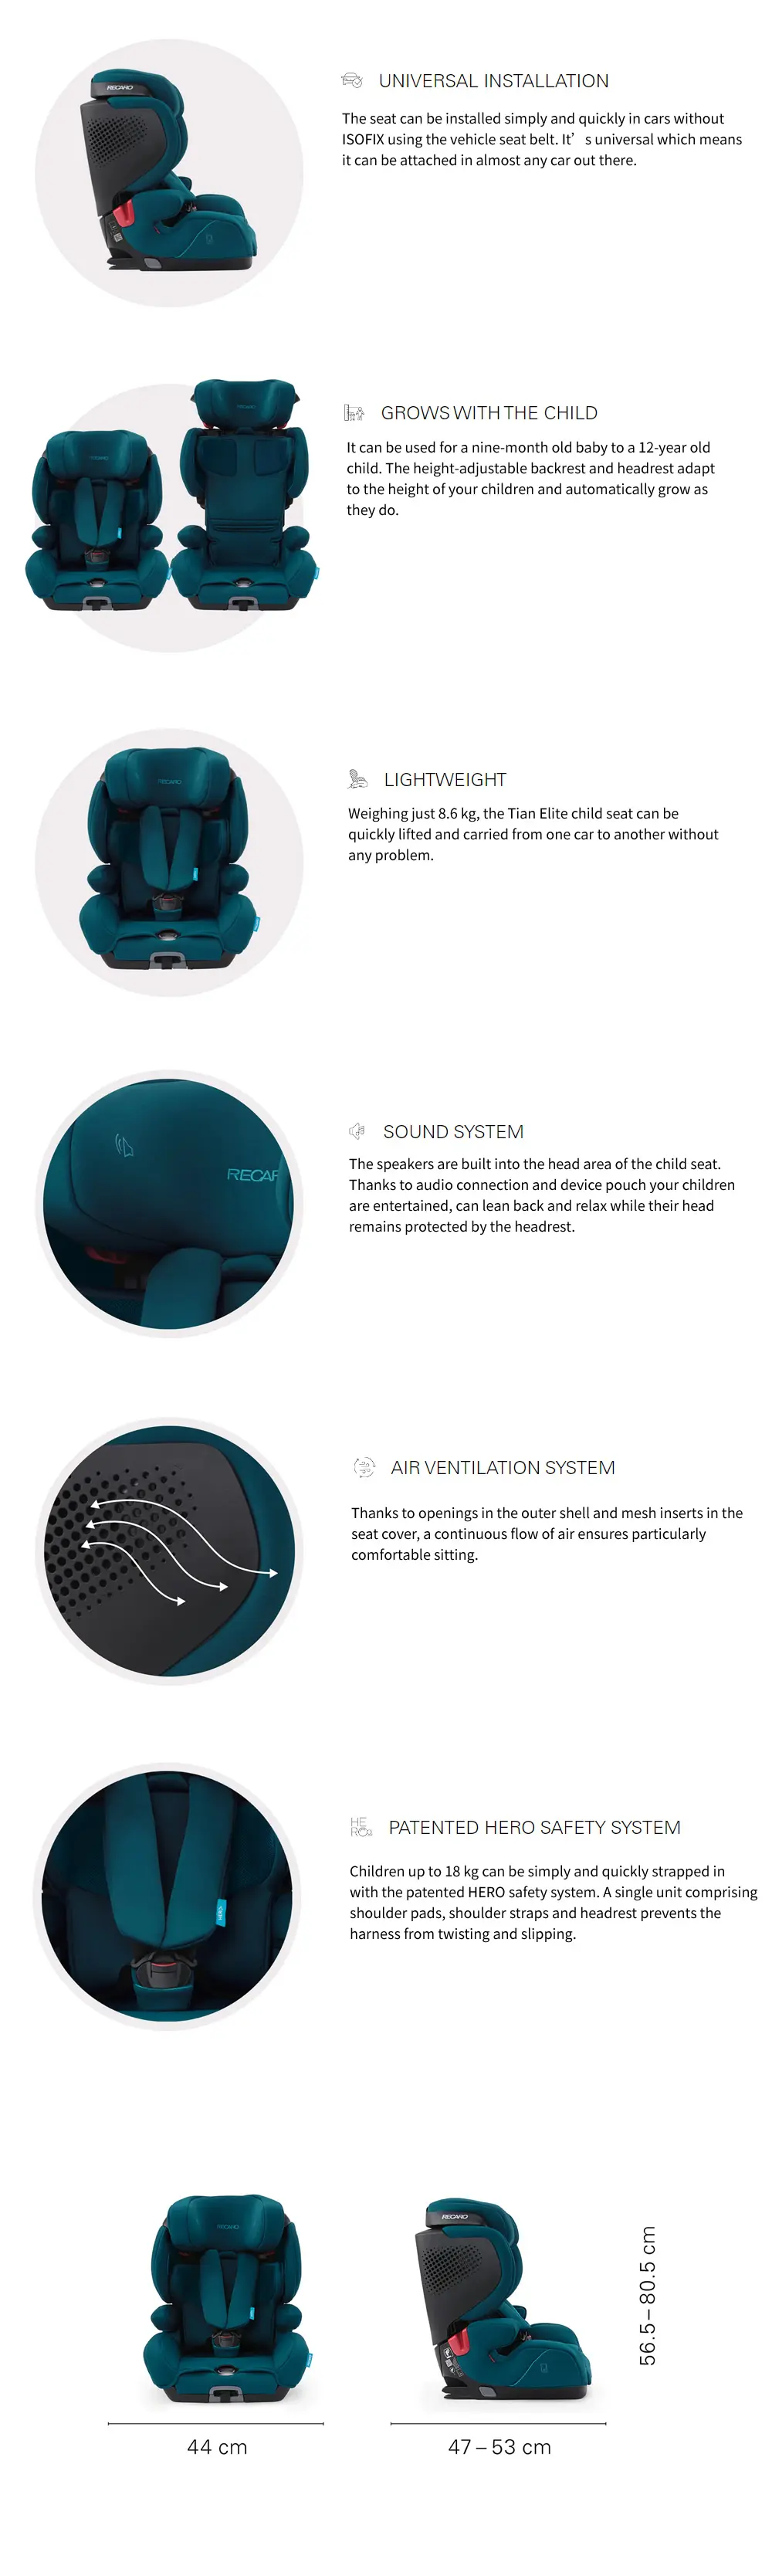 RECARO
UNIVERSAL INSTALLATION
The seat can be installed simply and quickly in cars without
ISOFIX using the vehicle seat belt. It’s universal which means
it can be attached in almost any car out there.
RECARO
RECARO
GROWS WITH THE CHILD
It can be used for a nine-month old baby to a 12-year old
child. The height-adjustable backrest and headrest adapt
to the height of your children and automatically grow as
they do.
RECARO
LIGHTWEIGHT
Weighing just 8.6 kg, the Tian Elite child seat can be
quickly lifted and carried from one car to another without
any problem.
RECAR
SOUND SYSTEM
The speakers are built into the head area of the child seat.
Thanks to audio connection and device pouch your children
are entertained, can lean back and relax while their head
remains protected by the headrest.
AIR VENTILATION SYSTEM
Thanks to openings in the outer shell and mesh inserts in the
seat cover, a continuous flow of air ensures particularly
comfortable sitting.
HERO
HERO
PATENTED HERO SAFETY SYSTEM
Children up to 18 kg can be simply and quickly strapped in
with the patented HERO safety system. A single unit comprising
shoulder pads, shoulder straps and headrest prevents the
harness from twisting and slipping.
RECARO
RECARO
56.5 – 80.5 cm
44 cm
47 – 53 cm